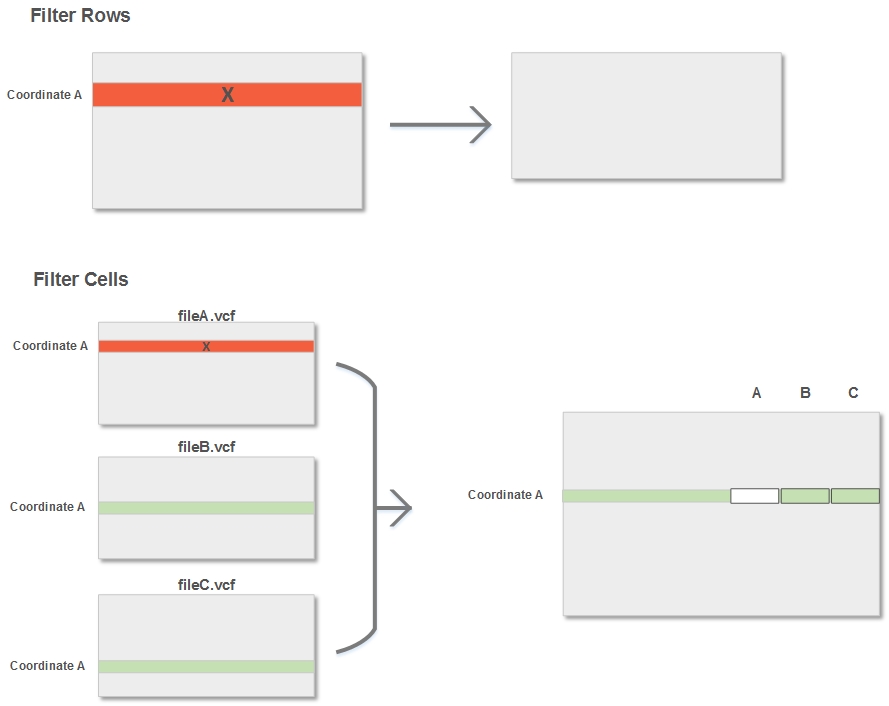 Filter Rows
Coordinate A
X
Filter Cells
fileA.vcf
Coordinate A
X
fileB.vcf
Coordinate A
fileC.vcf
Coordinate A
A B C
Coordinate A